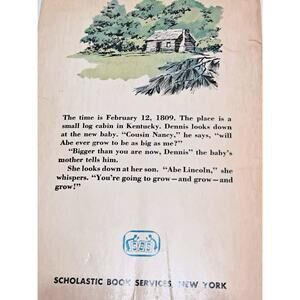 The time is February 12, 1809. The place is a
small log cabin in Kentucky. Dennis looks down
at the new baby. "Cousin Nancy," he says, "will
Abe ever grow to be as big as me?"
"Bigger than you are now, Dennis" the baby's
mother tells him.
She looks down at her son. "Abe Lincoln," she
whispers. "You're going to grow—and grow—and
grow!"
SCHOLASTIC BOOK SERVICES, NEW YORK